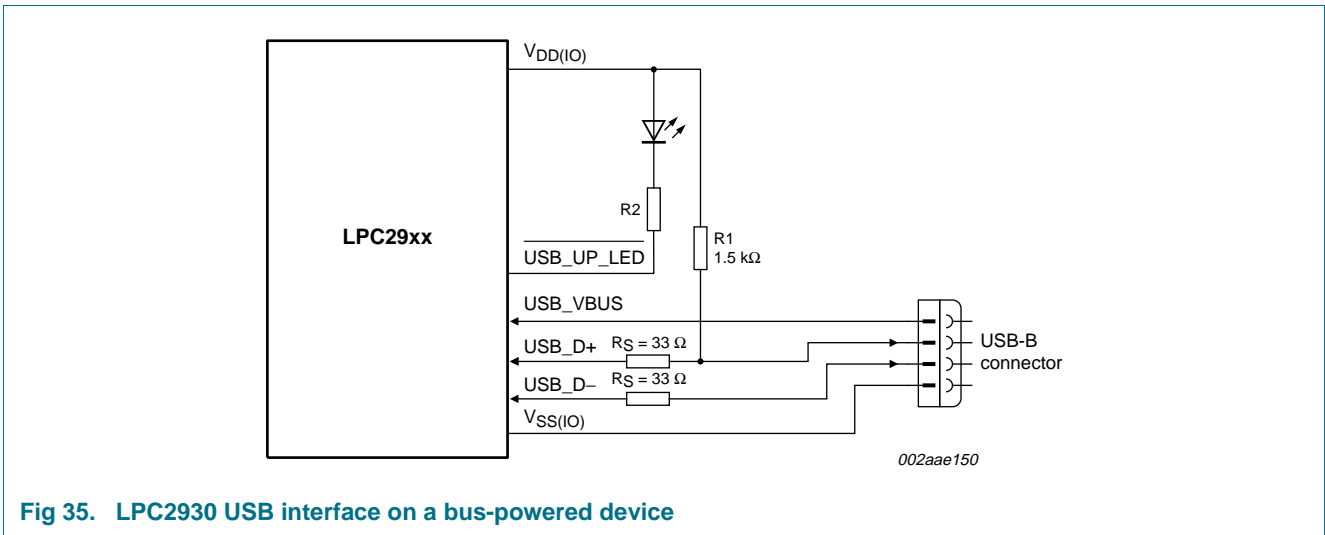 VDD(IO)
R2
LPC29xx
R1
1.5 kΩ
USB_UP_LED
USB_VBUS
USB_D+
RS = 33 Ω
USB_D−
RS = 33 Ω
VSS(IO)
USB-B
connector
002aae150
Fig 35. LPC2930 USB interface on a bus-powered device